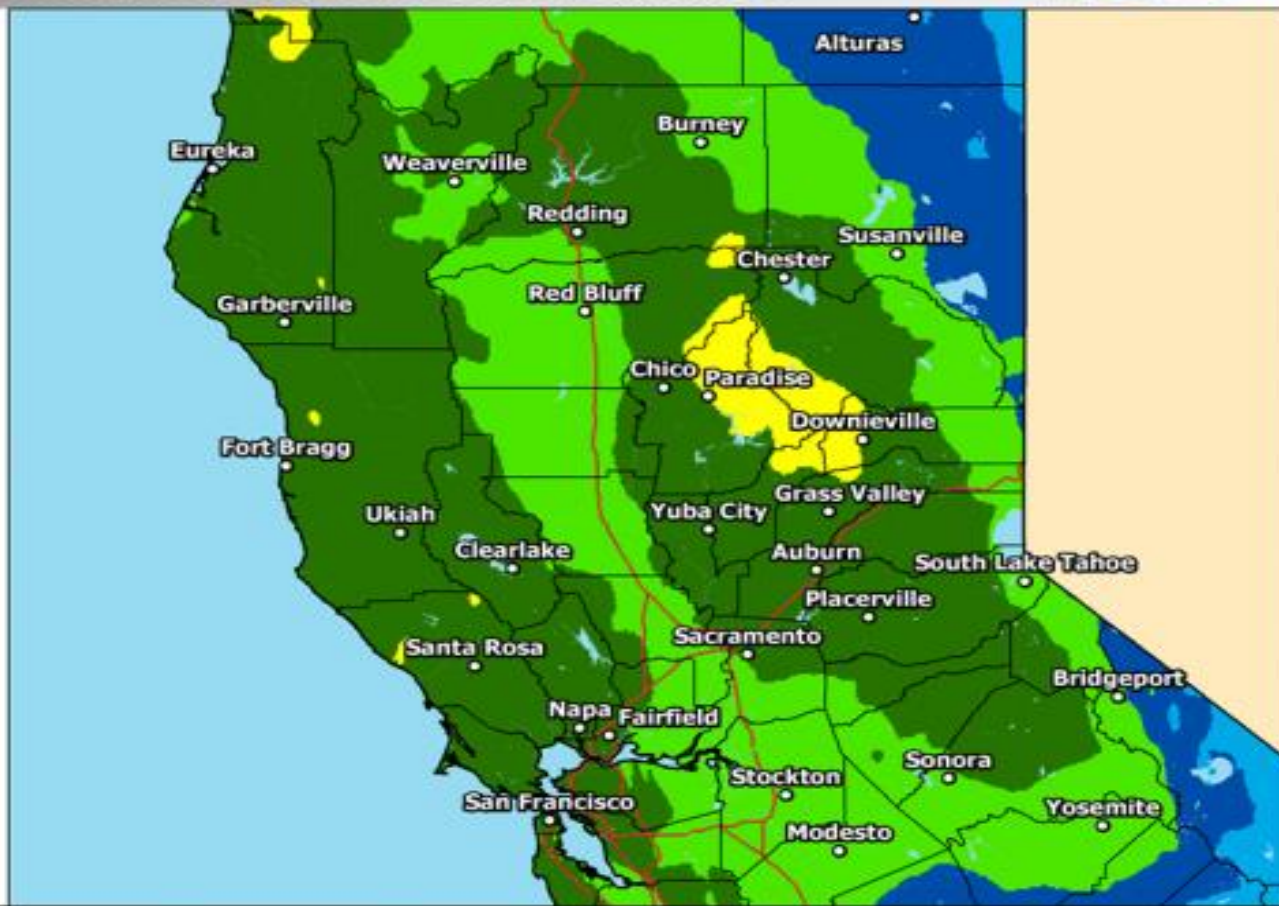 Alturas
Burney
Eureka
Weaverville
Redding
Susanville
Chester
Red Bluff
Garberville
Chico
Paradise
Downieville
Fort Bragg
Grass Valley
Yuba City
Ukiah
Clearlake
Auburn
South Lake Tahoe
Placerville
Sacramento
Santa Rosa
Bridgeport
Napa
Fairfield
Sonora
Stockton
San Francisco
Yosemite
Modesto